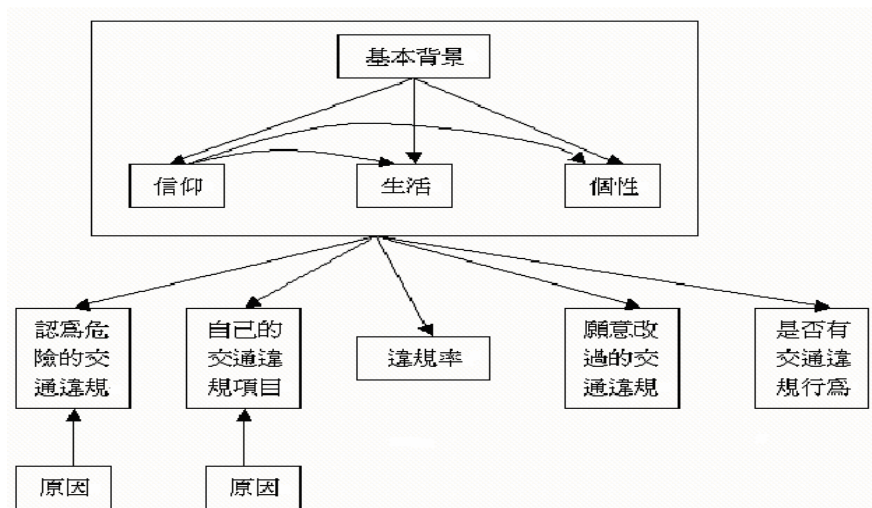 基本背景
信仰
生活
個性
認為危
險的交
通違規
自己的
交通違
規項目
違規率
願意改
過的交
通違規
是否有
交通違
規行為
原因
原因